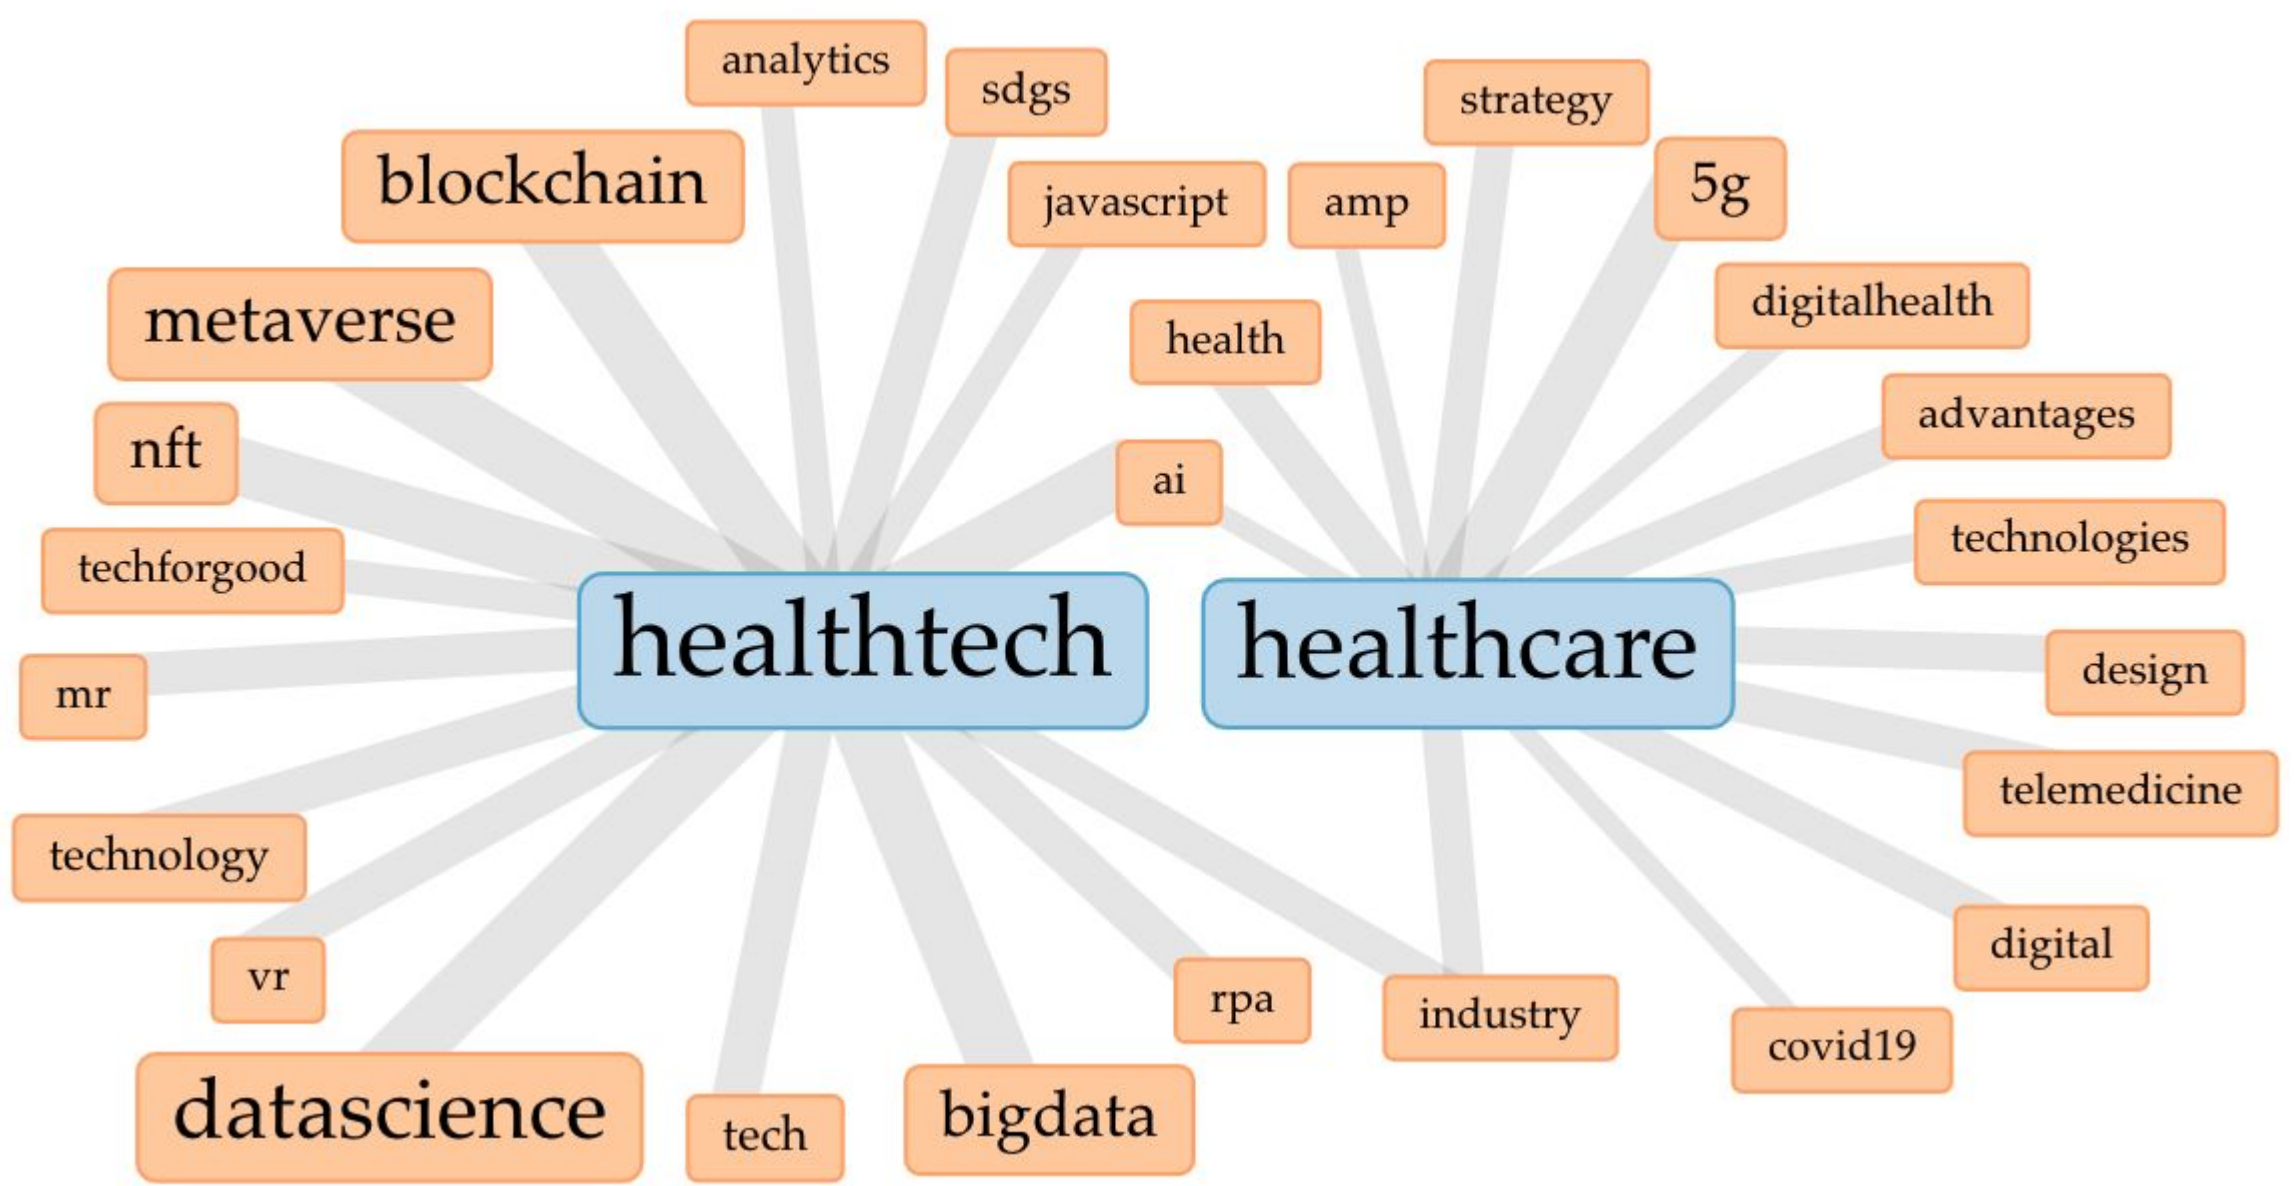 analytics
sdgs
strategy
blockchain
5g
javascript
amp
digitalhealth
metaverse
health
advantages
nft
ai
technologies
techforgood
healthtech
healthcare
design
mr
telemedicine
technology
digital
vr
rpa
industry
covid19
datascience
tech
bigdata